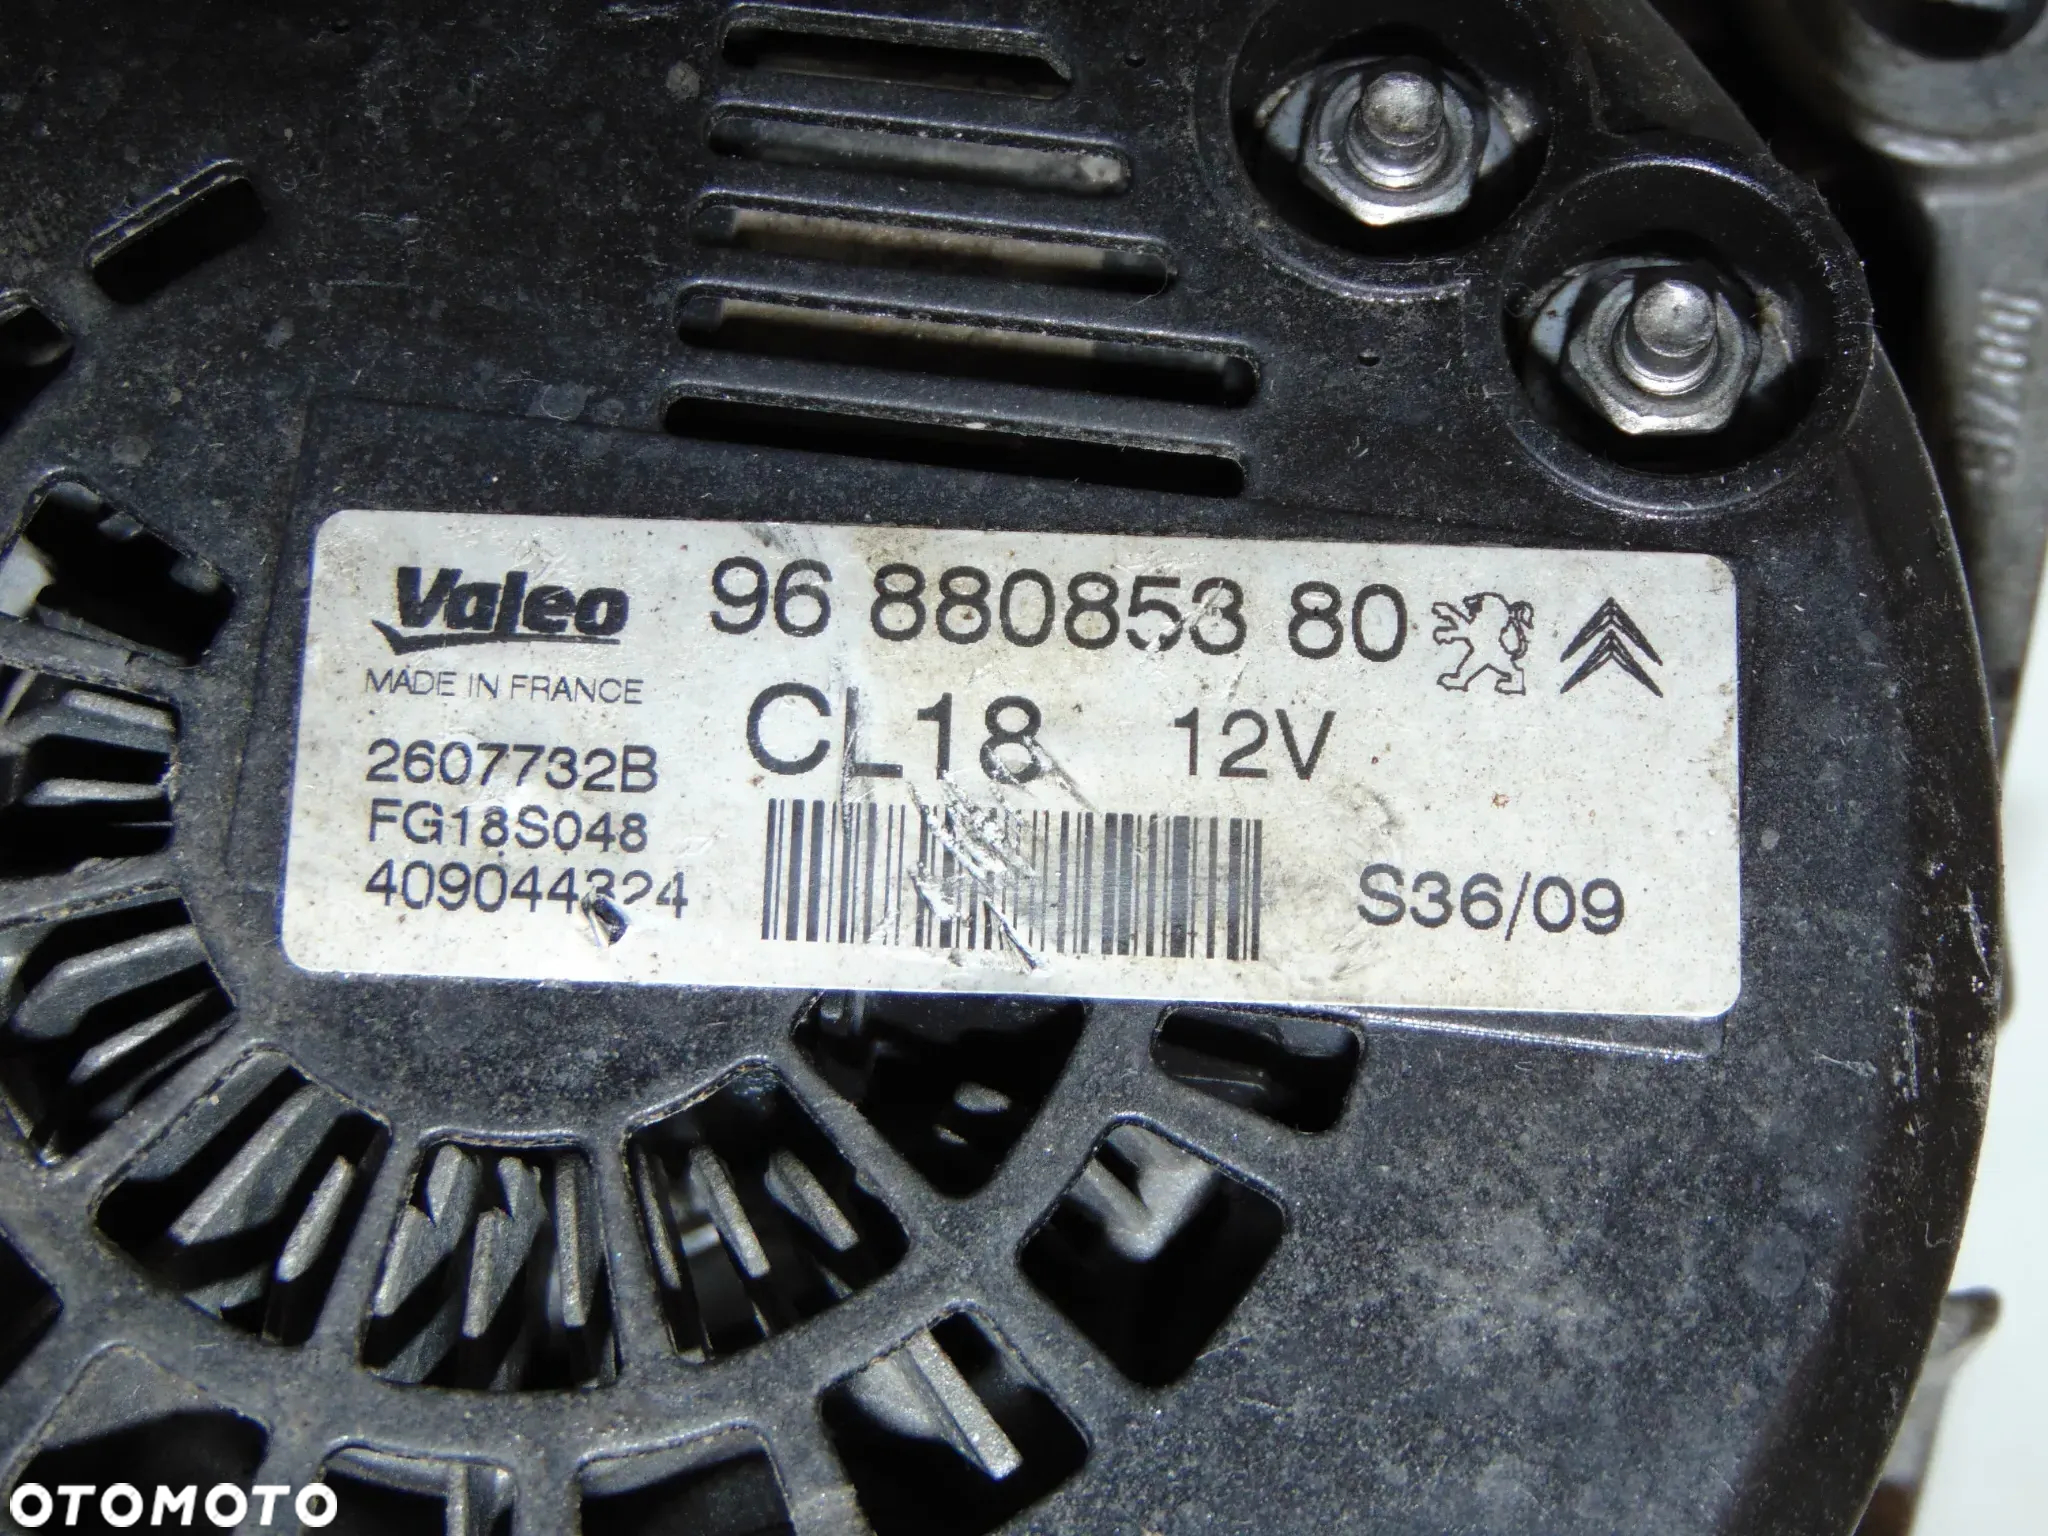 Valeo 96 880853 80
MADE IN FRANCE
CL18 12V
2607732B
FG18S048
409044324
S36/09
OTOMOTO